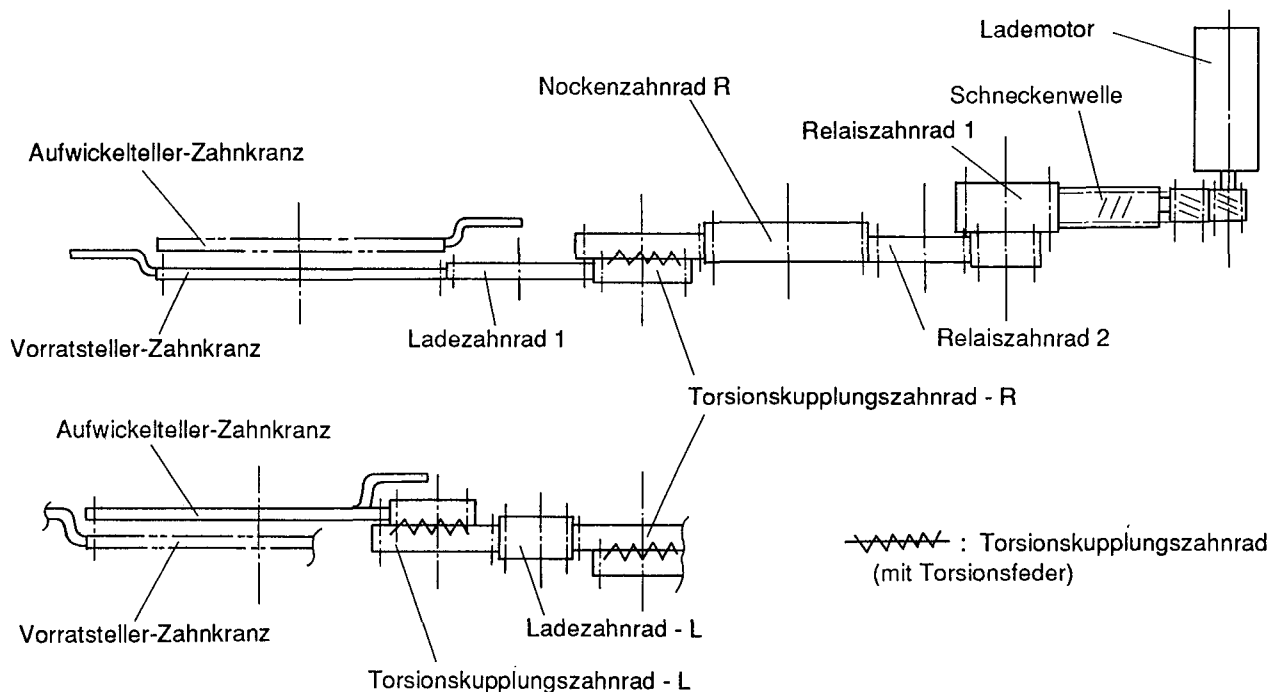 Lademotor
Nockenzahnrad R
Schneckenwelle
Relaiszahnrad 1
Aufwickelteller-Zahnkranz
Vorratsteller-Zahnkranz
Ladezahnrad 1
Relaiszahnrad 2
Torsionskupplungszahnrad - R
Aufwickelteller-Zahnkranz
: Torsionskupplungszahnrad
(mit Torsionsfeder)
Vorratsteller-Zahnkranz
Ladezahnrad - L
Torsionskupplungszahnrad - L